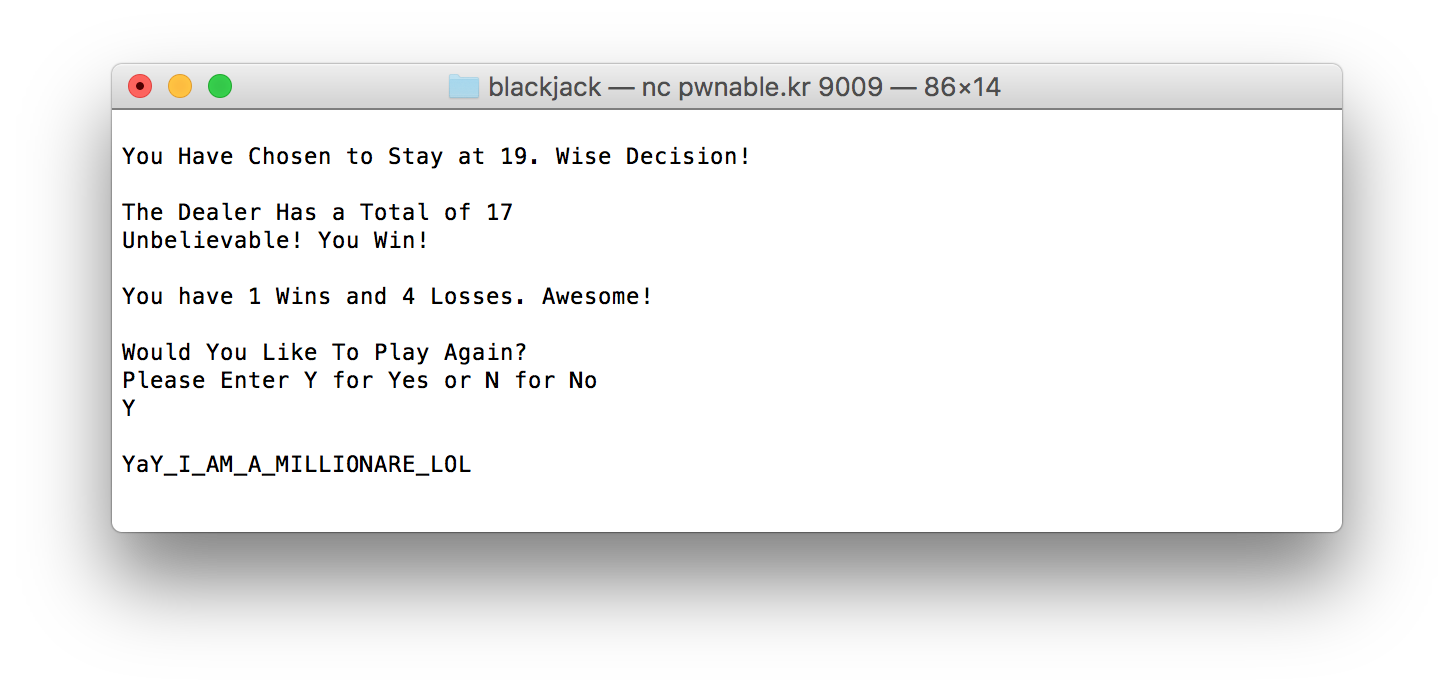 blackjack — nc pwnable.kr 9009 — 86×14
You Have Chosen to Stay at 19. Wise Decision!
The Dealer Has a Total of 17
Unbelievable! You Win!
You have 1 Wins and 4 Losses. Awesome!
Would You Like To Play Again?
Please Enter Y for Yes or N for No
Y
YaY_I_AM_A_MILLIONARE_LOL